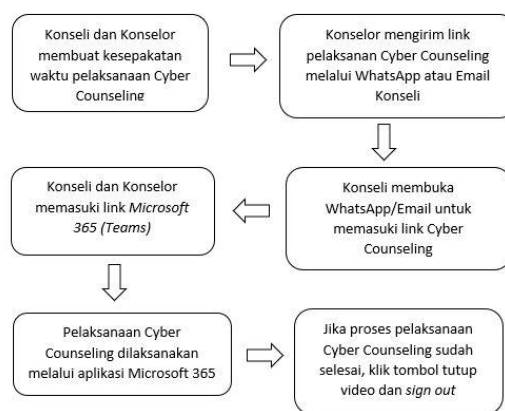 Konseli dan Konselor
membuat kesepakatan
waktu pelaksanaan Cyber
Counseling
Konselor mengirim link
pelaksanan Cyber Counseling
melalui WhatsApp atau Email
Konseli
Konseli membuka
WhatsApp/Email untuk
memasuki link Cyber
Counseling
Konseli dan Konselor
memasuki link Microsoft
365 (Teams)
Pelaksanaan Cyber
Counseling dilaksanakan
melalui aplikasi Microsoft 365
Jika proses pelaksanaan
Cyber Counseling sudah
selesai, klik tombol tutup
video dan sign out